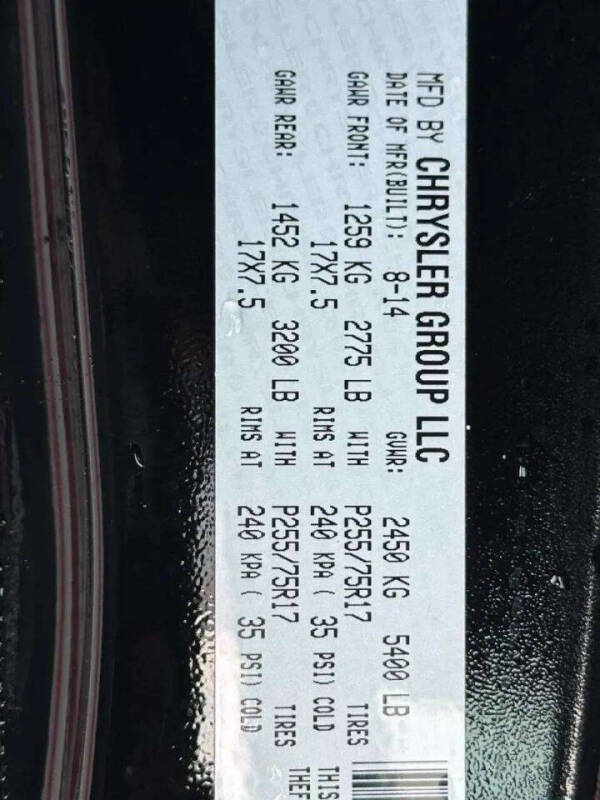 MFD BY CHRYSLER GROUP LLC
DATE OF MFR(BUILT): 8-14 GVWR: 2450 KG 5400 LB
GAWR FRONT: 1259 KG 2775 LB WITH P255/75R17 TIRES
17X7.5 RIMS AT 240 KPA ( 35 PSI) COLD
GAWR REAR: 1452 KG 3200 LB WITH P255/75R17 TIRES
17X7.5 RIMS AT 240 KPA ( 35 PSI) COLD
THIS
THEF